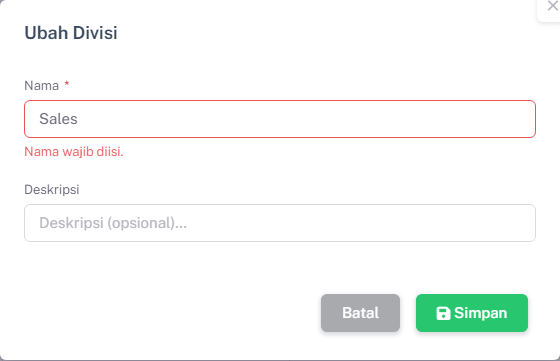 Ubah Divisi
Nama *
Sales
Nama wajib diisi.
Deskripsi
Deskripsi (opsional)...
Batal
Simpan